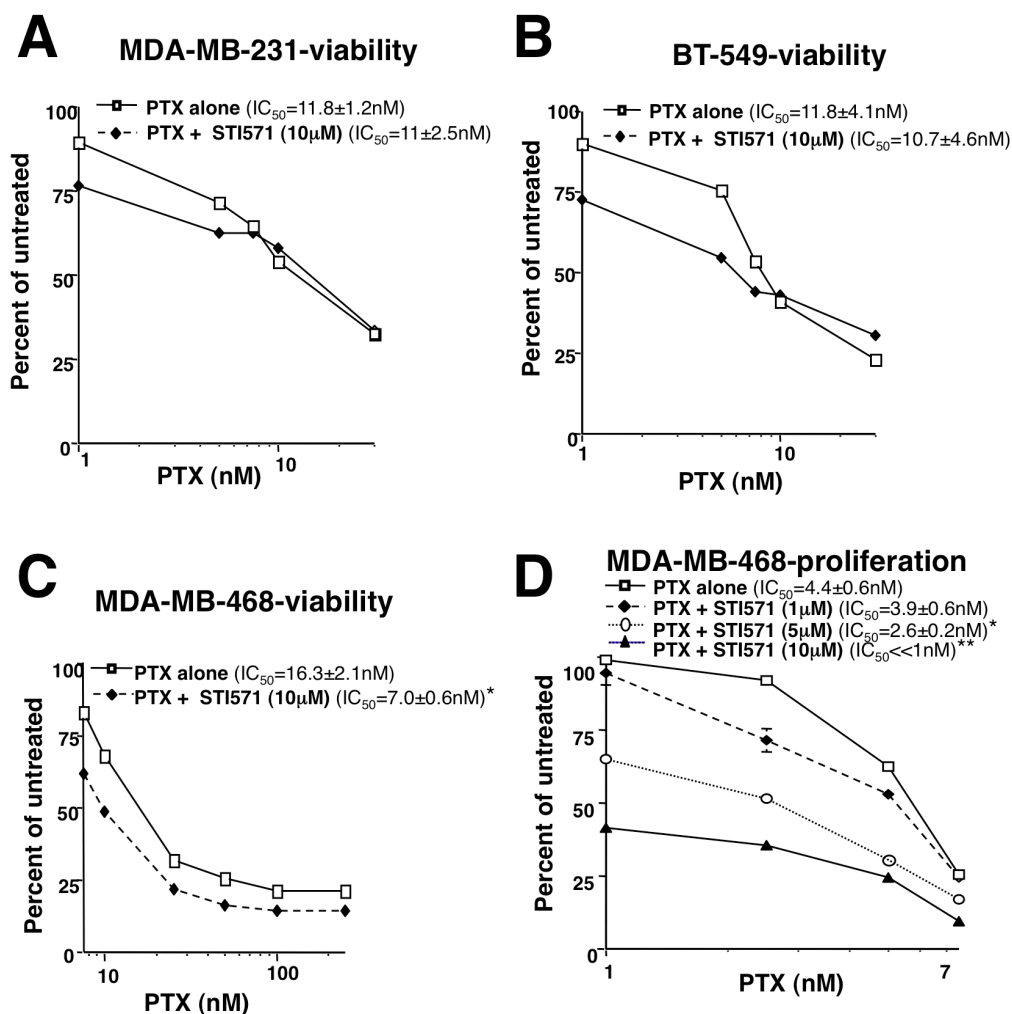 A
MDA-MB-231-viability
PTX alone (IC50=11.8±1.2nM)
PTX + STI571 (10µM) (IC50=11±2.5nM)
Percent of untreated
100
75
50
25
0
1
10
PTX (nM)
B
BT-549-viability
PTX alone (IC50=11.8±4.1nM)
PTX + STI571 (10µM) (IC50=10.7±4.6nM)
Percent of untreated
100
75
50
25
0
1
10
PTX (nM)
C
MDA-MB-468-viability
PTX alone (IC50=16.3±2.1nM)
PTX + STI571 (10µM) (IC50=7.0±0.6nM)*
Percent of untreated
100
75
50
25
0
10
100
PTX (nM)
D
MDA-MB-468-proliferation
PTX alone (IC50=4.4±0.6nM)
PTX + STI571 (1µM) (IC50=3.9±0.6nM)
PTX + STI571 (5µM) (IC50=2.6±0.2nM)*
PTX + STI571 (10µM) (IC50<<1nM)**
Percent of untreated
100
75
50
25
0
1
7
PTX (nM)